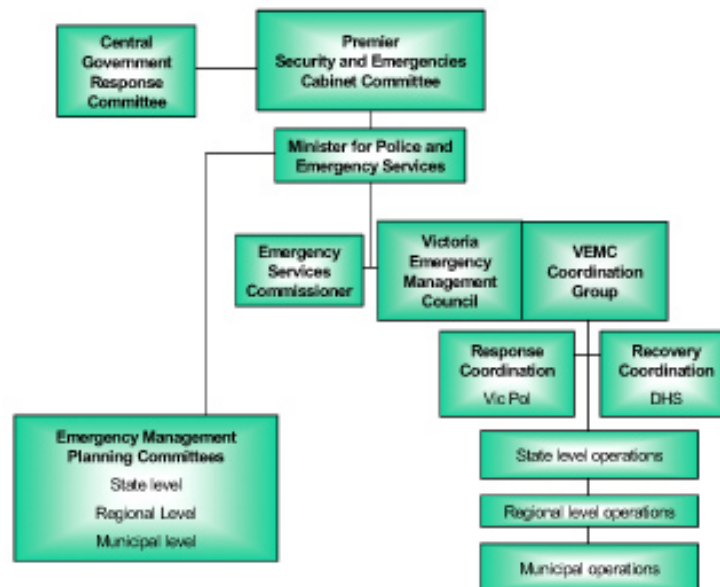 Central
Government
Response
Committee
Premier
Security and Emergencies
Cabinet Committee
Minister for Police and
Emergency Services
Emergency
Services
Commissioner
Victoria
Emergency
Management
Council
VEMC
Coordination
Group
Response
Coordination
Vic Pol
Recovery
Coordination
DHS
Emergency Management
Planning Committees
State level
Regional Level
Municipal level
State level operations
Regional level operations
Municipal operations